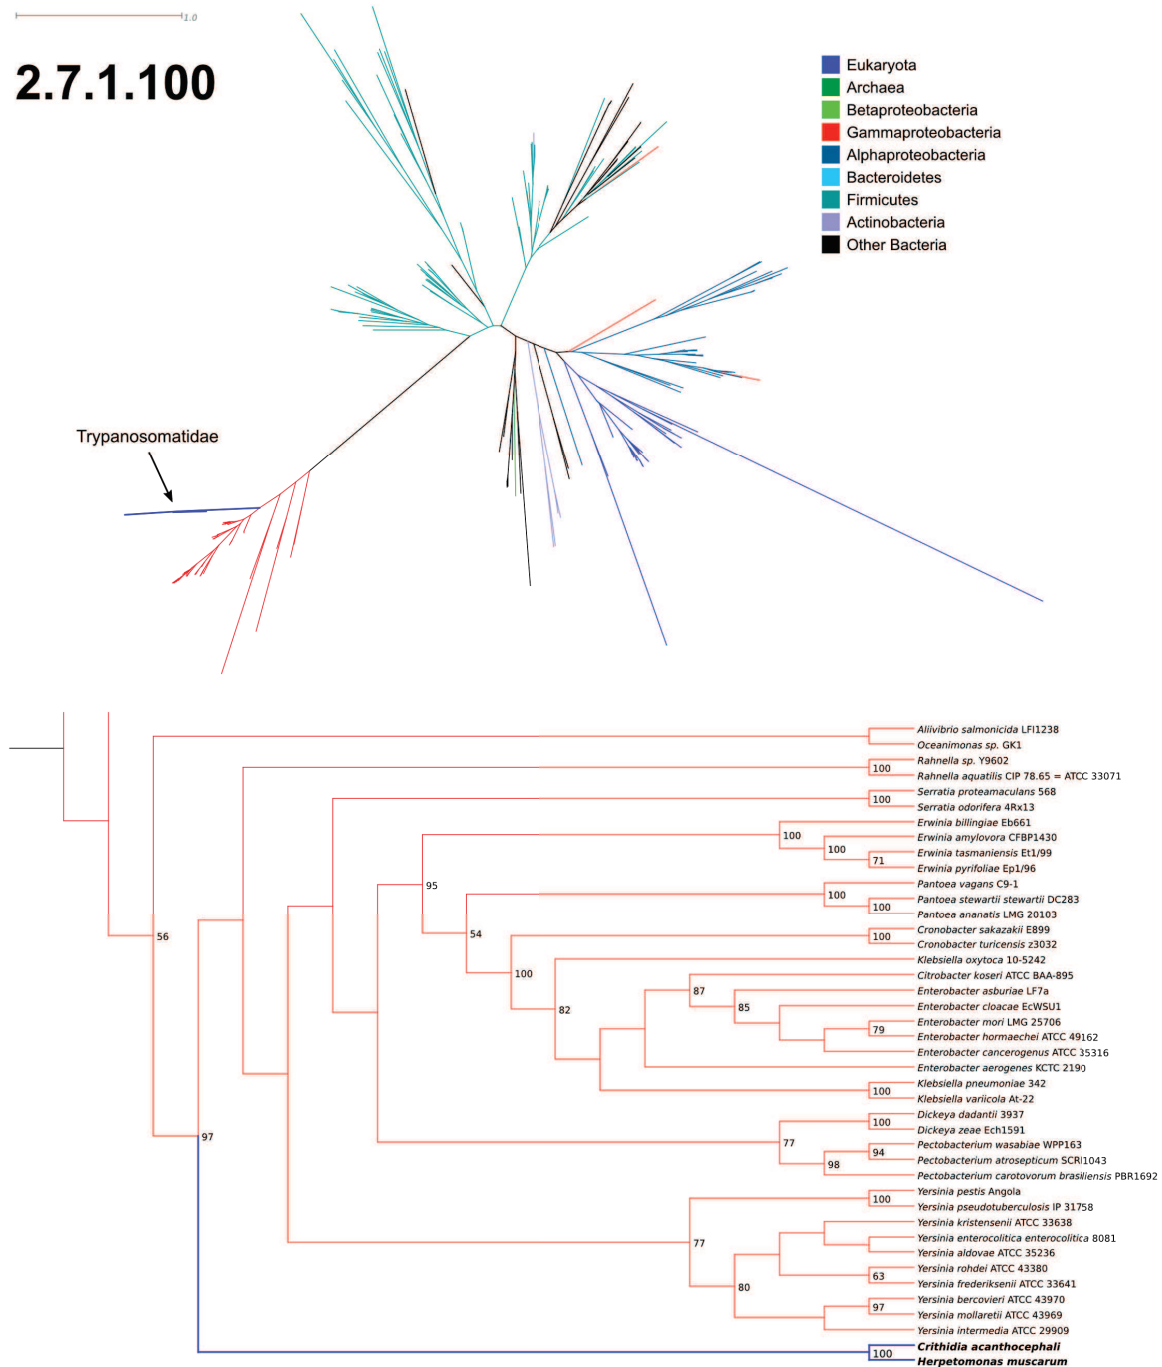 1.0
2.7.1.100
Eukaryota
Archaea
Betaproteobacteria
Gammaproteobacteria
Alphaproteobacteria
Bacteroidetes
Firmicutes
Actinobacteria
Other Bacteria
Trypanosomatidae
Aliivibrio salmonicida LFI1238
Oceanimonas sp. GK1
Rahnella sp. Y9602
100
Rahnella aquatilis CIP 78.65 = ATCC 33071
Serratia proteamaculans 568
100
Serratia odorifera 4Rx13
Erwinia billingiae Eb661
100
Erwinia amylovora CFBP1430
100
Erwinia tasmaniensis Et1/99
71
Erwinia pyrifoliae Ep1/96
95
Pantoea vagans C9-1
100
Pantoea stewartii stewartii DC283
100
Pantoea ananatis LMG 20103
56
54
Cronobacter sakazakii E899
100
Cronobacter turicensis z3032
100
Klebsiella oxytoca 10-5242
Citrobacter koseri ATCC BAA-895
87
Enterobacter asburiae LF7a
82
85
Enterobacter cloacae EcWSU1
Enterobacter mori LMG 25706
79
Enterobacter hormaechei ATCC 49162
Enterobacter cancerogenus ATCC 35316
Enterobacter aerogenes KCTC 2190
Klebsiella pneumoniae 342
100
Klebsiella variicola At-22
Dickeya dadantii 3937
100
Dickeya zeae Ech1591
97
77
Pectobacterium wasabiae WPP163
94
Pectobacterium atrosepticum SCRI1043
98
Pectobacterium carotovorum brasiliensis PBR1692
Yersinia pestis Angola
100
Yersinia pseudotuberculosis IP 31758
Yersinia kristensenii ATCC 33638
77
Yersinia enterocolitica enterocolitica 8081
Yersinia aldovae ATCC 35236
Yersinia rohdei ATCC 43380
63
Yersinia frederiksenii ATCC 33641
80
Yersinia bercovieri ATCC 43970
97
Yersinia mollaretii ATCC 43969
Yersinia intermedia ATCC 29909
Crithidia acanthocephali
100
Herpetomonas muscarum